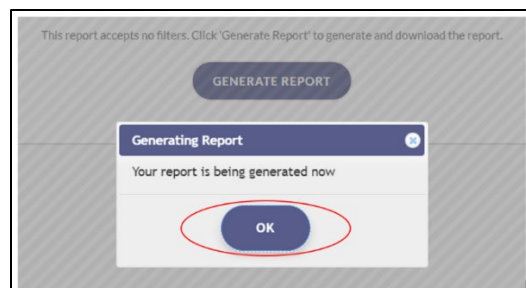 This report accepts no filters. Click 'Generate Report' to generate and download the report.
GENERATE REPORT
Generating Report
Your report is being generated now
OK